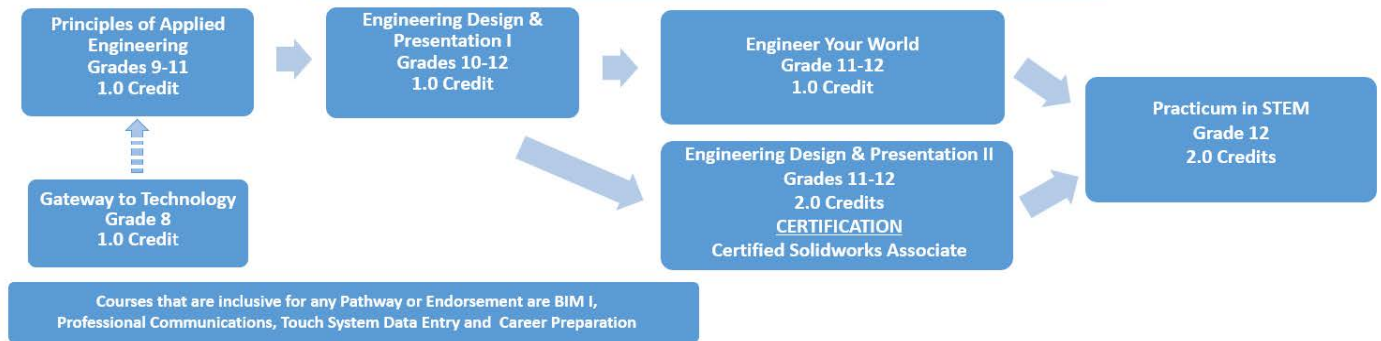 Principles of Applied
Engineering
Grades 9-11
1.0 Credit
Engineering Design &
Presentation I
Grades 10-12
1.0 Credit
Engineer Your World
Grade 11-12
1.0 Credit
Practicum in STEM
Grade 12
2.0 Credits
Gateway to Technology
Grade 8
1.0 Credit
Engineering Design & Presentation II
Grades 11-12
2.0 Credits
CERTIFICATION
Certified Solidworks Associate
Courses that are inclusive for any Pathway or Endorsement are BIM I,
Professional Communications, Touch System Data Entry and Career Preparation